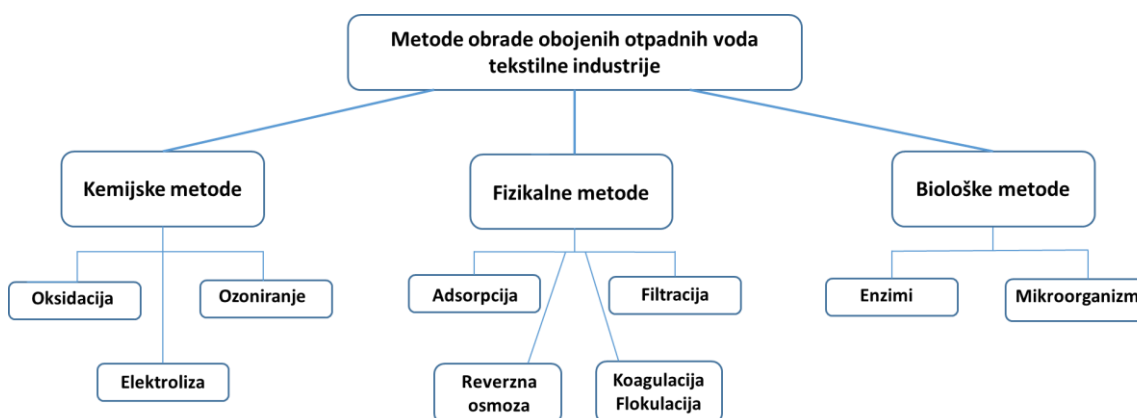 Metode obrade obojenih otpadnih voda
tekstilne industrije
Kemijske metode
Fizikalne metode
Biološke metode
Oksidacija
Ozoniranje
Adsorpcija
Filtracija
Enzimi
Mikroorganizm
Elektroliza
Reverzna
osmoza
Koagulacija
Flokulacija